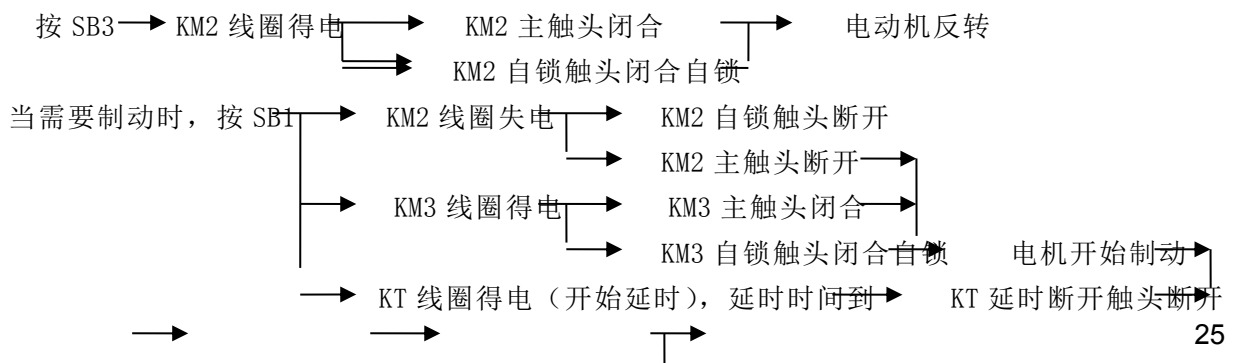 按 SB3 KM2 线圈得电 KM2 主触头闭合 电动机反转
KM2 自锁触头闭合自锁
当需要制动时，按 SB1 KM2 线圈失电 KM2 自锁触头断开
KM2 主触头断开
KM3 线圈得电 KM3 主触头闭合
KM3 自锁触头闭合自锁 电机开始制动
KT 线圈得电（开始延时），延时时间到 KT 延时断开触头断开
25